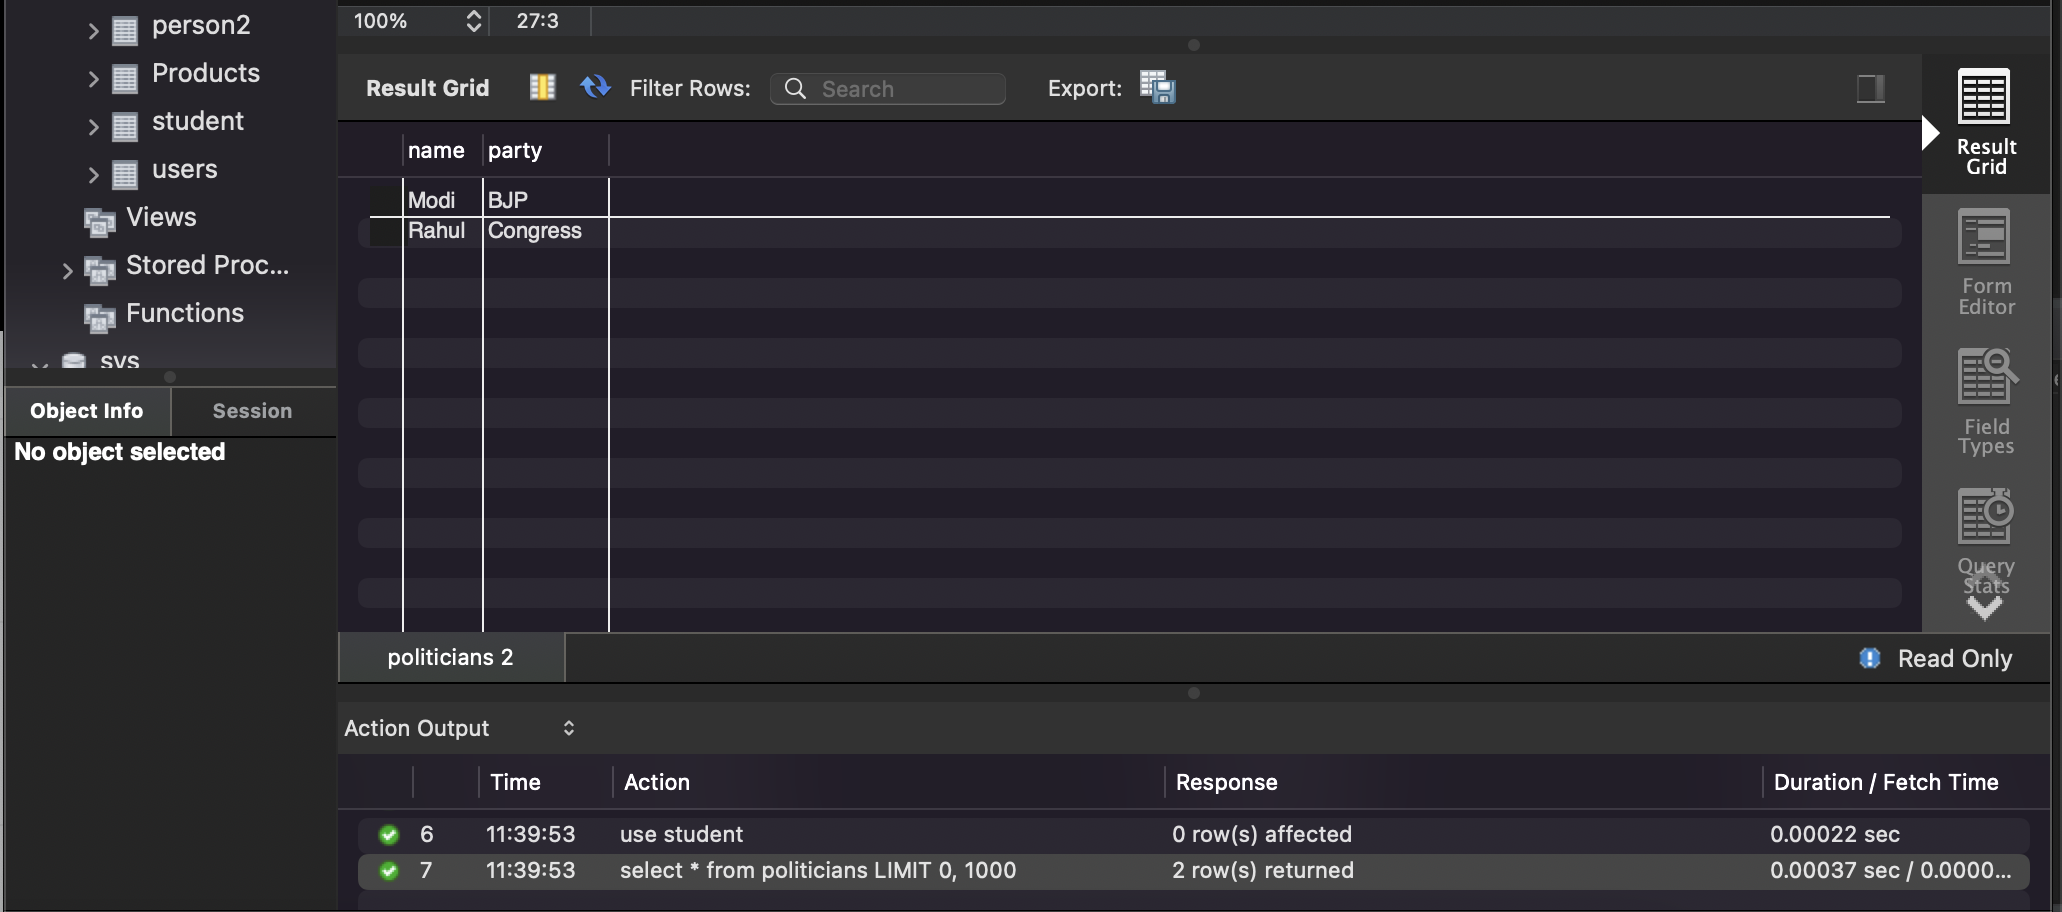 person2
Products
student
users
Views
Stored Proc...
Functions
sys
Object Info
Session
No object selected
100%
27:3
Result Grid
Filter Rows:
Search
Export:
name party
Modi BJP
Rahul Congress
Result
Grid
Form
Editor
Field
Types
Query
Stats
politicians 2
Read Only
Action Output
Time Action Response Duration / Fetch Time
6 11:39:53 use student 0 row(s) affected 0.00022 sec
7 11:39:53 select * from politicians LIMIT 0, 1000 2 row(s) returned 0.00037 sec / 0.0000...